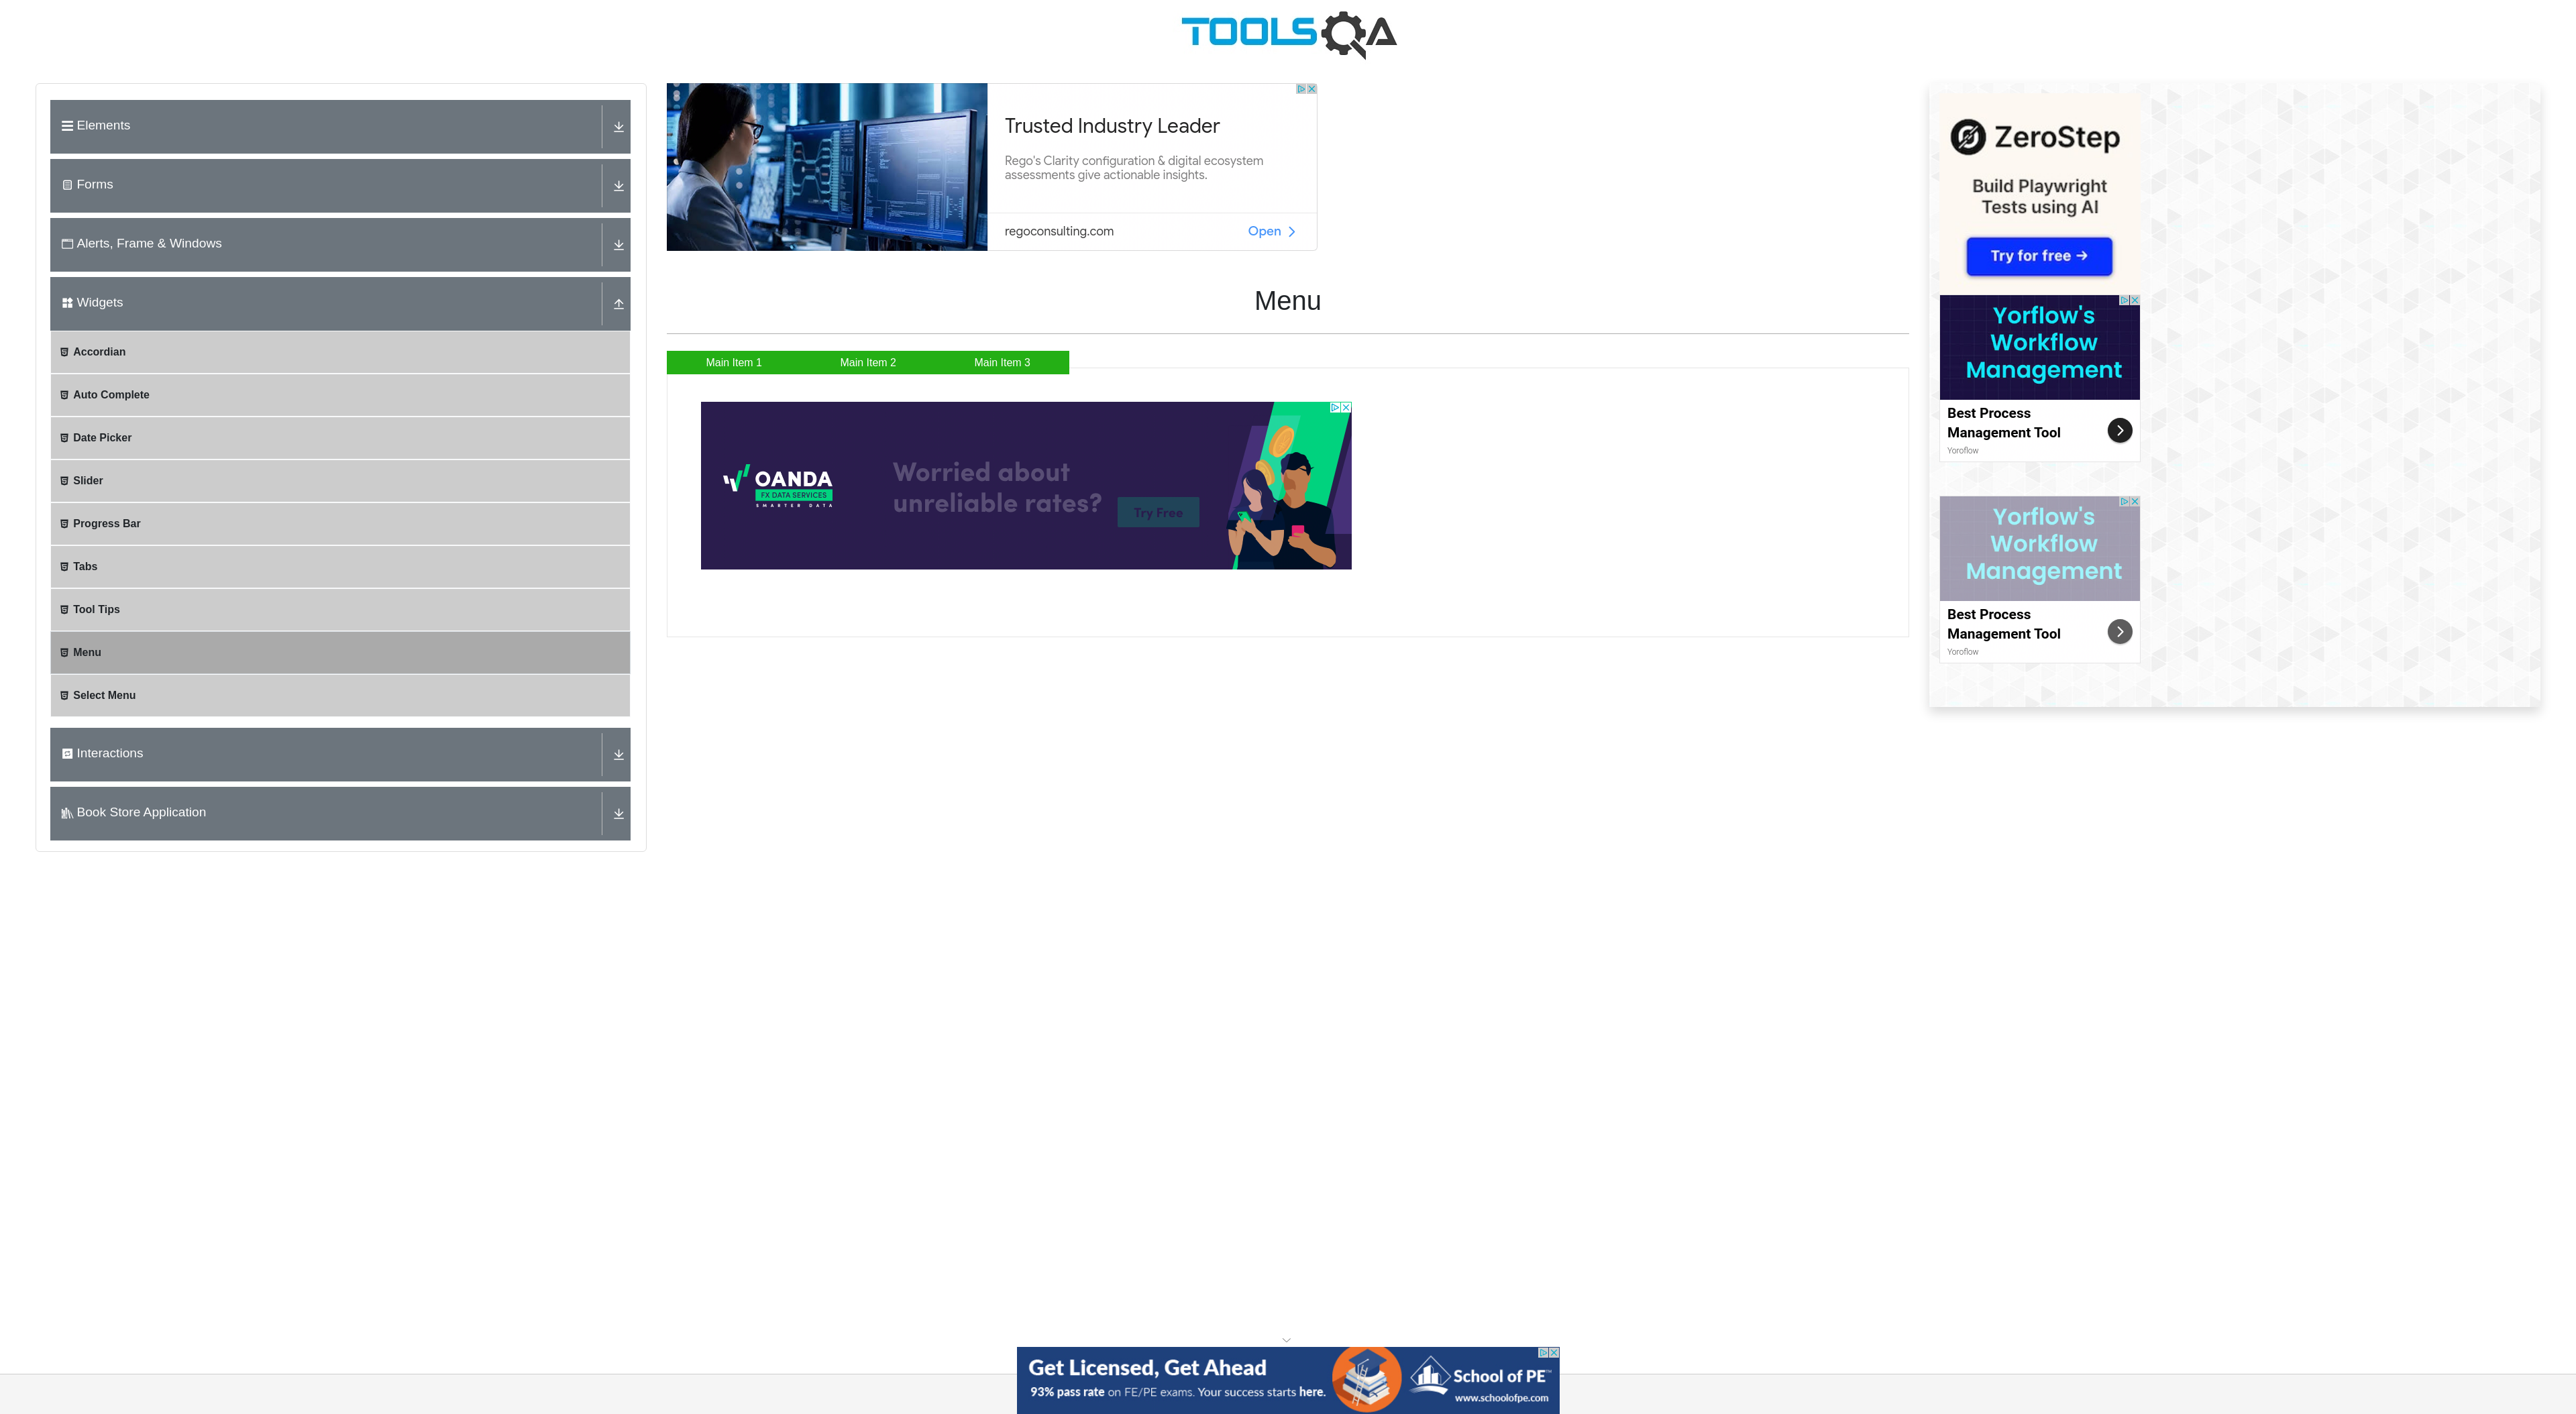 TOOLSQA
Elements
Forms
Alerts, Frame & Windows
Widgets
Accordian
Auto Complete
Date Picker
Slider
Progress Bar
Tabs
Tool Tips
Menu
Select Menu
Interactions
Book Store Application
Trusted Industry Leader
Rego's Clarity configuration & digital ecosystem
assessments give actionable insights.
regoconsulting.com
Open
Menu
Main Item 1
Main Item 2
Main Item 3
OANDA
FX DATA SERVICES
SMARTER DATA
Worried about
unreliable rates?
Try Free
ZeroStep
Build Playwright
Tests using AI
Try for free →
Yorflow's
Workflow
Management
Best Process
Management Tool
Yoroflow
Yorflow's
Workflow
Management
Best Process
Management Tool
Yoroflow
Get Licensed, Get Ahead
93% pass rate on FE/PE exams. Your success starts here.
School of PE™
www.schoolofpe.com